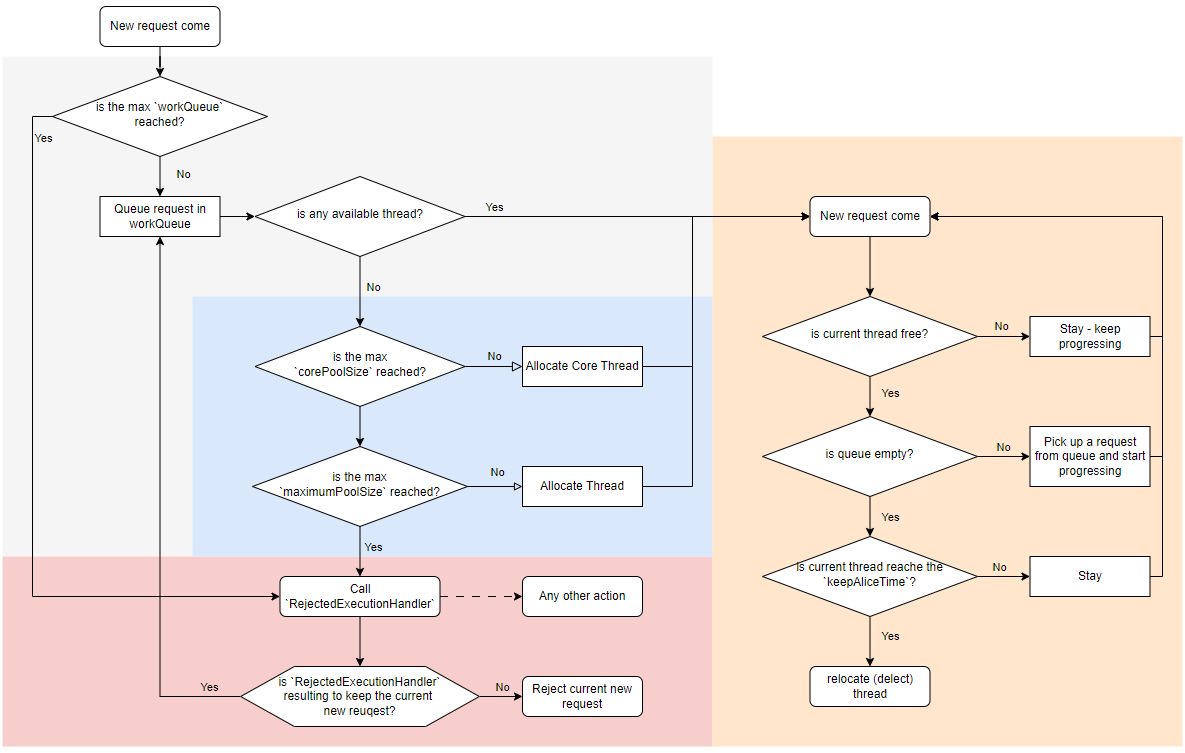 New request come
is the max `workQueue`
reached?
Yes
No
Queue request in
workQueue
is any available thread?
Yes
No
is the max
`corePoolSize` reached?
No
Allocate Core Thread
is the max
`maximumPoolSize` reached?
No
Allocate Thread
Yes
Call
`RejectedExecutionHandler`
Any other action
is `RejectedExecutionHandler`
resulting to keep the current
new reuqest?
Yes
No
Reject current new
request
New request come
is current thread free?
No
Stay - keep
progressing
Yes
is queue empty?
No
Pick up a request
from queue and start
progressing
Yes
Is current thread reache the
`keepAliceTime`?
No
Stay
Yes
relocate (delect)
thread